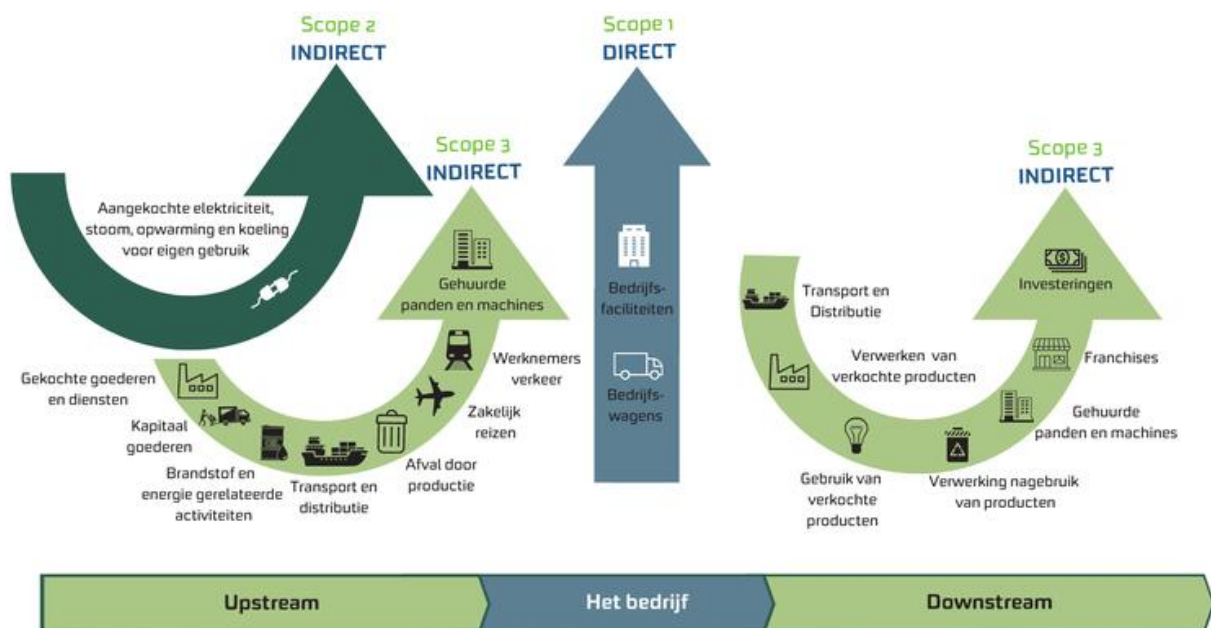 Scope 2
INDIRECT
Aangekochte elektriciteit,
stoom, opwarming en koeling
voor eigen gebruik
Scope 3
INDIRECT
Gehuurde
panden en machines
Werknemers
verkeer
Zakelijk
reizen
Afval door
productie
Transport en
distributie
Brandstof en
energie gerelateerde
activiteiten
Kapitaal
goederen
Gekochte goederen
en diensten
Scope 1
DIRECT
Bedrijfs-
faciliteiten
Bedrijfs-
wagens
Scope 3
INDIRECT
Investeringen
Transport en
Distributie
Verwerken van
verkochte producten
Franchises
Gehuurde
panden en machines
Gebruik van
verkochte
producten
Verwerking nagebruik
van producten
Upstream
Het bedrijf
Downstream